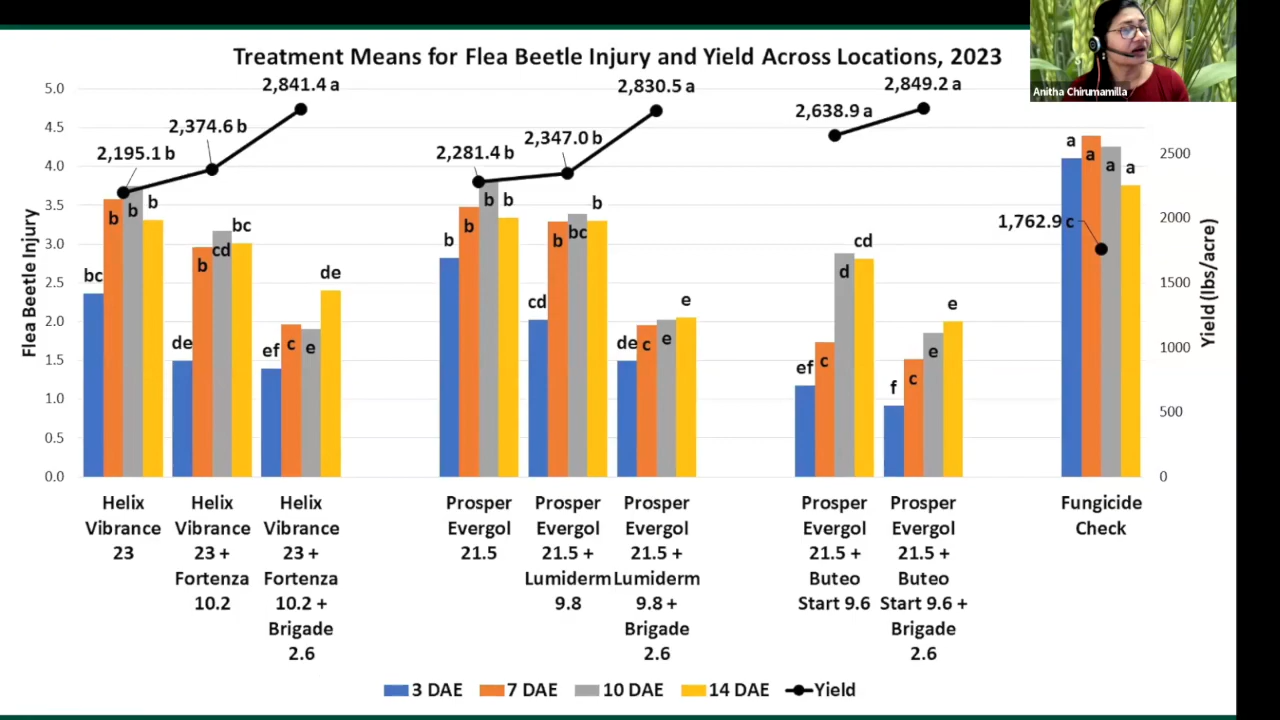 Treatment Means for Flea Beetle Injury and Yield Across Locations, 2023
Anitha Chirumamilla
Flea Beetle Injury
5.0
4.5
4.0
3.5
3.0
2.5
2.0
1.5
1.0
0.5
0.0
2,195.1 b
2,374.6 b
2,841.4 a
2,281.4 b
2,347.0 b
2,830.5 a
2,638.9 a
2,849.2 a
1,762.9 c
bc b b b
de b cd bc
ef c e de
b b b b
cd b bc b
de c e e
ef c d cd
f c e e
a a a a
2500
2000
1500
1000
500
0
Yield (lbs/acre)
Helix
Vibrance
23
Helix
Vibrance
23 +
Fortenza
10.2
Helix
Vibrance
23 +
Fortenza
10.2 +
Brigade
2.6
Prosper
Evergol
21.5
Prosper
Evergol
21.5 +
Lumiderm
9.8
Prosper
Evergol
21.5 +
Lumiderm
9.8 +
Brigade
2.6
Prosper
Evergol
21.5 +
Buteo
Start 9.6
Prosper
Evergol
21.5 +
Buteo
Start 9.6 +
Brigade
2.6
Fungicide
Check
3 DAE 7 DAE 10 DAE 14 DAE Yield